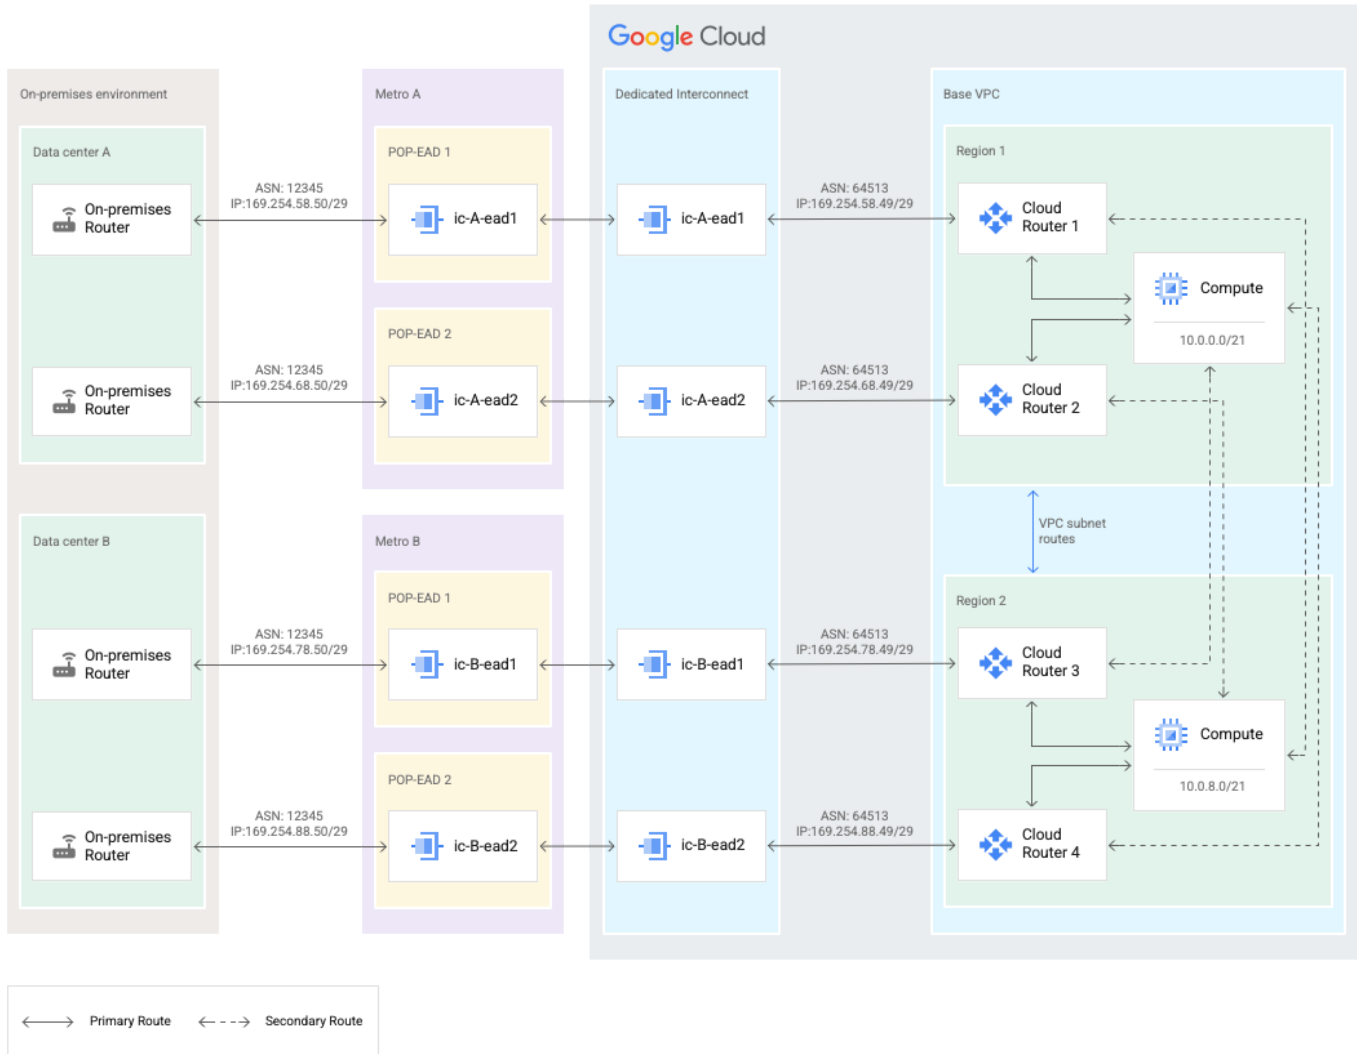 Google Cloud
On-premises environment
Metro A
Dedicated Interconnect
Base VPC
Data center A
POP-EAD 1
Region 1
On-premises
Router
ASN: 12345
IP:169.254.58.50/29
ic-A-ead1
ic-A-ead1
ASN: 64513
IP:169.254.58.49/29
Cloud
Router 1
Compute
10.0.0.0/21
POP-EAD 2
On-premises
Router
ASN: 12345
IP:169.254.68.50/29
ic-A-ead2
ic-A-ead2
ASN: 64513
IP:169.254.68.49/29
Cloud
Router 2
VPC subnet
routes
Data center B
Metro B
POP-EAD 1
Region 2
On-premises
Router
ASN: 12345
IP:169.254.78.50/29
ic-B-ead1
ic-B-ead1
ASN: 64513
IP:169.254.78.49/29
Cloud
Router 3
Compute
10.0.8.0/21
POP-EAD 2
On-premises
Router
ASN: 12345
IP:169.254.88.50/29
ic-B-ead2
ic-B-ead2
ASN: 64513
IP:169.254.88.49/29
Cloud
Router 4
Primary Route
Secondary Route